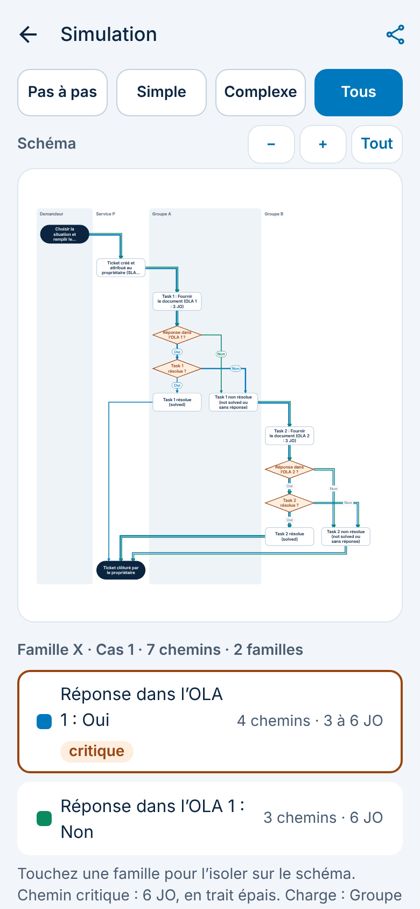 Simulation
Pas à pas
Simple
Complexe
Tous
Schéma
−
+
Tout
Demandeur
Service P
Groupe A
Groupe B
Choisir la
situation et
remplir le...
Ticket créé et
attribué au
propriétaire (SLA...
Task 1 : Fournir
le document (OLA 1
: 3 JO)
Réponse dans
l'OLA 1 ?
Oui
Non
Task 1
résolue ?
Non
Oui
Task 1 résolue
(solved)
Task 1 non résolue
(not solved ou
sans réponse)
Task 2 : Fournir
le document (OLA 2
: 3 JO)
Réponse dans
l'OLA 2 ?
Oui
Non
Task 2
résolue ?
Non
Oui
Task 2 résolue
(solved)
Task 2 non résolue
(not solved ou
sans réponse)
Ticket clôturé par
le propriétaire
Famille X · Cas 1 · 7 chemins · 2 familles
Réponse dans l’OLA
1 : Oui
4 chemins · 3 à 6 JO
critique
Réponse dans l’OLA 1 :
Non
3 chemins · 6 JO
Touchez une famille pour l’isoler sur le schéma.
Chemin critique : 6 JO, en trait épais. Charge : Groupe